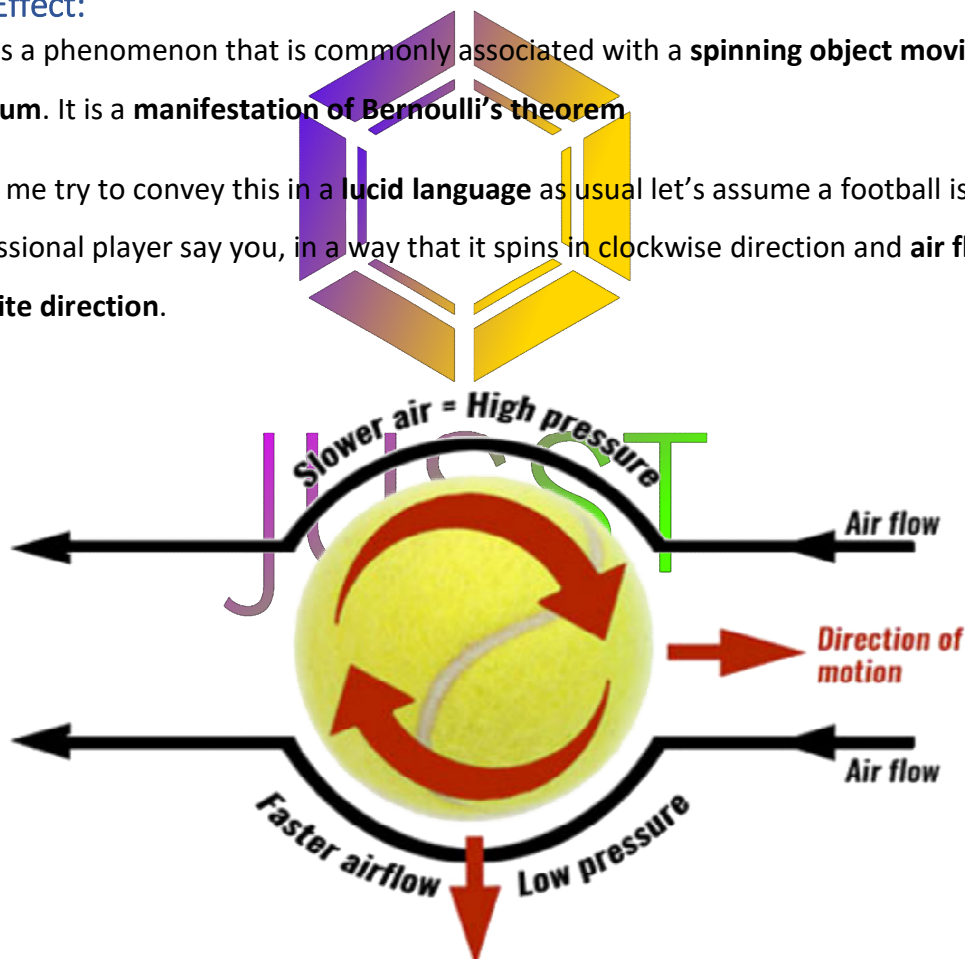 Effect:
s a phenomenon that is commonly associated with a spinning object movi
um. It is a manifestation of Bernoulli’s theorem
me try to convey this in a lucid language as usual let’s assume a football is
ssional player say you, in a way that it spins in clockwise direction and air f
ite direction.
Slower air = High pressure
JUSST
Air flow
Direction of
motion
Air flow
Faster airflow
Low pressure